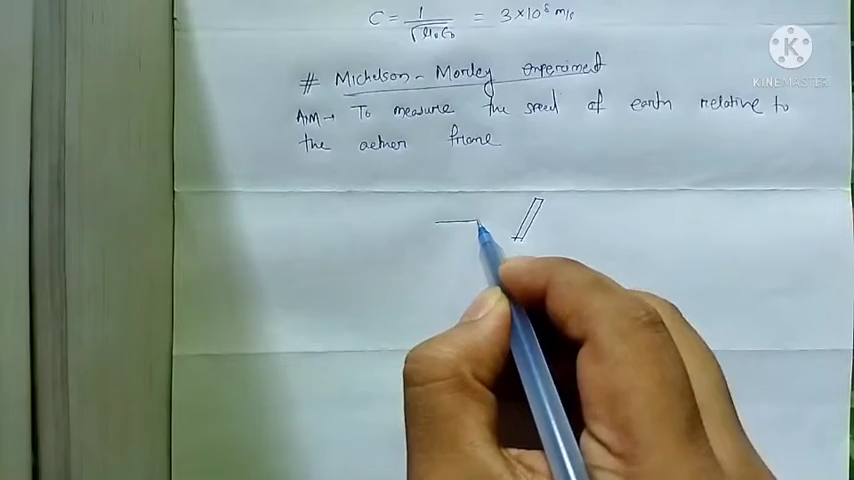 C = 1/√μ₀ε₀ = 3×10⁸ m/s
# Michelson - Morley experiment
AIM → To measure the speed of earth relative to
the aether frame
K
KINEMASTER